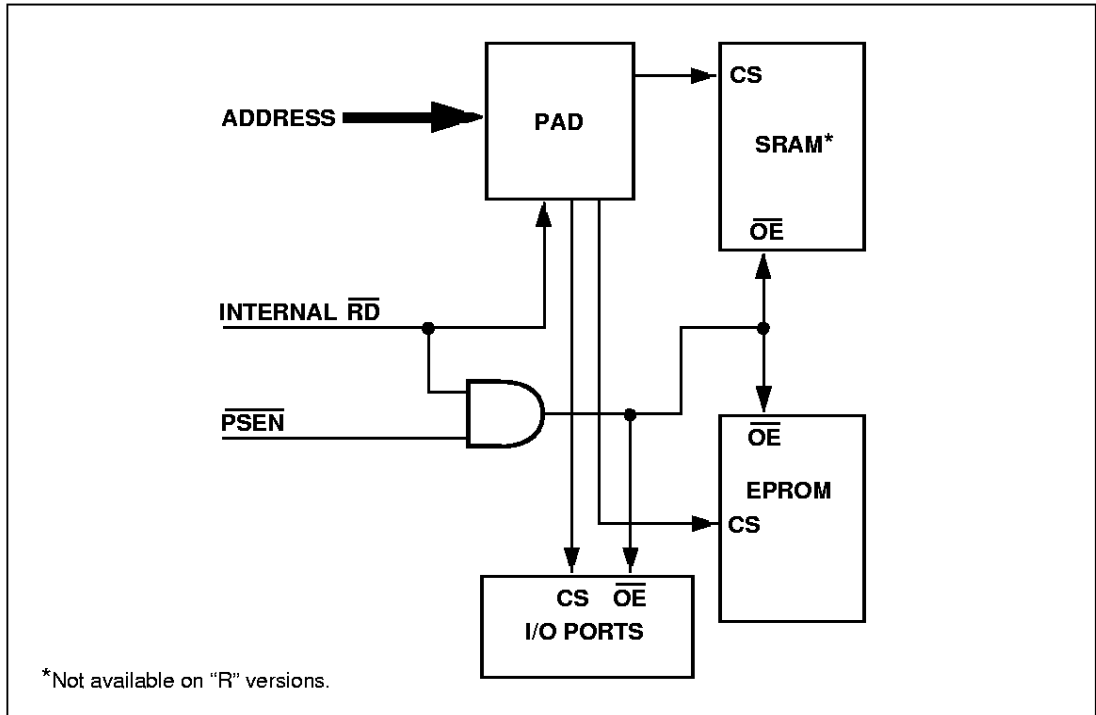 ADDRESS
PAD
CS
SRAM*
OE
INTERNAL RD
PSEN
OE
EPROM
CS
CS OE
I/O PORTS
*Not available on “R” versions.